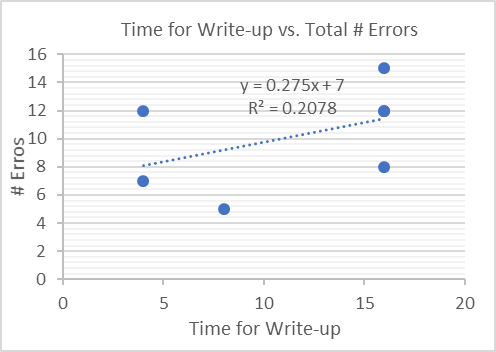 Time for Write-up vs. Total # Errors
16
14
12
10
8
6
4
2
0
# Erros
y = 0.275x + 7
R² = 0.2078
0 5 10 15 20
Time for Write-up